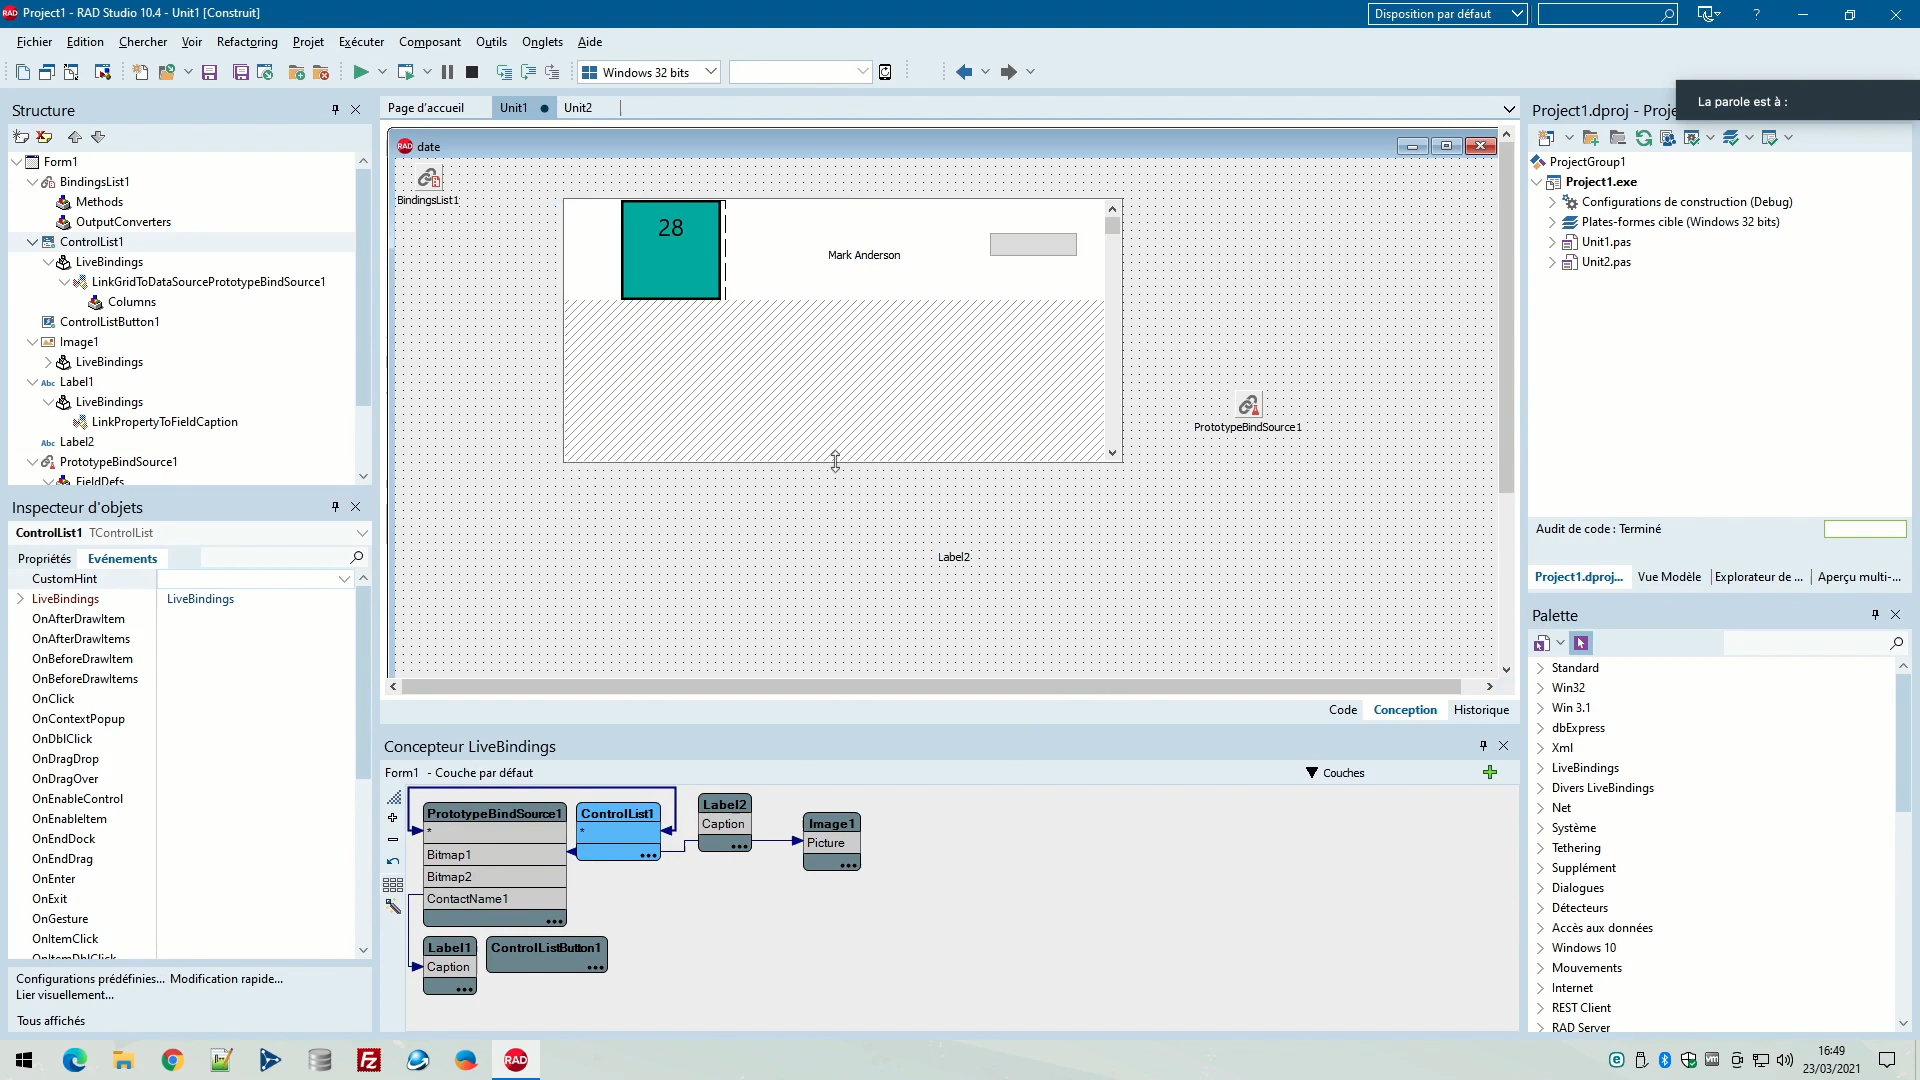 Project1 - RAD Studio 10.4 - Unit1 [Construit]
Disposition par défaut
Fichier Edition Chercher Voir Refactoring Projet Exécuter Composant Outils Onglets Aide
Windows 32 bits
La parole est à :
Structure
Form1
BindingsList1
Methods
OutputConverters
ControlList1
LiveBindings
LinkGridToDataSourcePrototypeBindSource1
Columns
ControlListButton1
Image1
LiveBindings
Label1
LiveBindings
LinkPropertyToFieldCaption
Label2
PrototypeBindSource1
FieldDefs
Inspecteur d'objets
ControlList1 TControlList
Propriétés Evénements
CustomHint
LiveBindings LiveBindings
OnAfterDrawItem
OnAfterDrawItems
OnBeforeDrawItem
OnBeforeDrawItems
OnClick
OnContextPopup
OnDblClick
OnDragDrop
OnDragOver
OnEnableControl
OnEnableItem
OnEndDock
OnEndDrag
OnEnter
OnExit
OnGesture
OnItemClick
OnItemDblClick
Configurations prédéfinies... Modification rapide...
Lier visuellement...
Tous affichés
Page d'accueil Unit1 Unit2
RAD date
BindingsList1
28
Mark Anderson
PrototypeBindSource1
Label2
Code Conception Historique
Concepteur LiveBindings
Form1 - Couche par défaut
Couches
PrototypeBindSource1
*
Bitmap1
Bitmap2
ContactName1
ControlList1
*
Label2
Caption
Image1
Picture
Label1
Caption
ControlListButton1
Project1.dproj - Proje
ProjectGroup1
Project1.exe
Configurations de construction (Debug)
Plates-formes cible (Windows 32 bits)
Unit1.pas
Unit2.pas
Audit de code : Terminé
Project1.dproj... Vue Modèle Explorateur de ... Aperçu multi-...
Palette
Standard
Win32
Win 3.1
dbExpress
Xml
LiveBindings
Divers LiveBindings
Net
Système
Tethering
Supplément
Dialogues
Détecteurs
Accès aux données
Windows 10
Mouvements
Internet
REST Client
RAD Server
RAD
16:49
23/03/2021